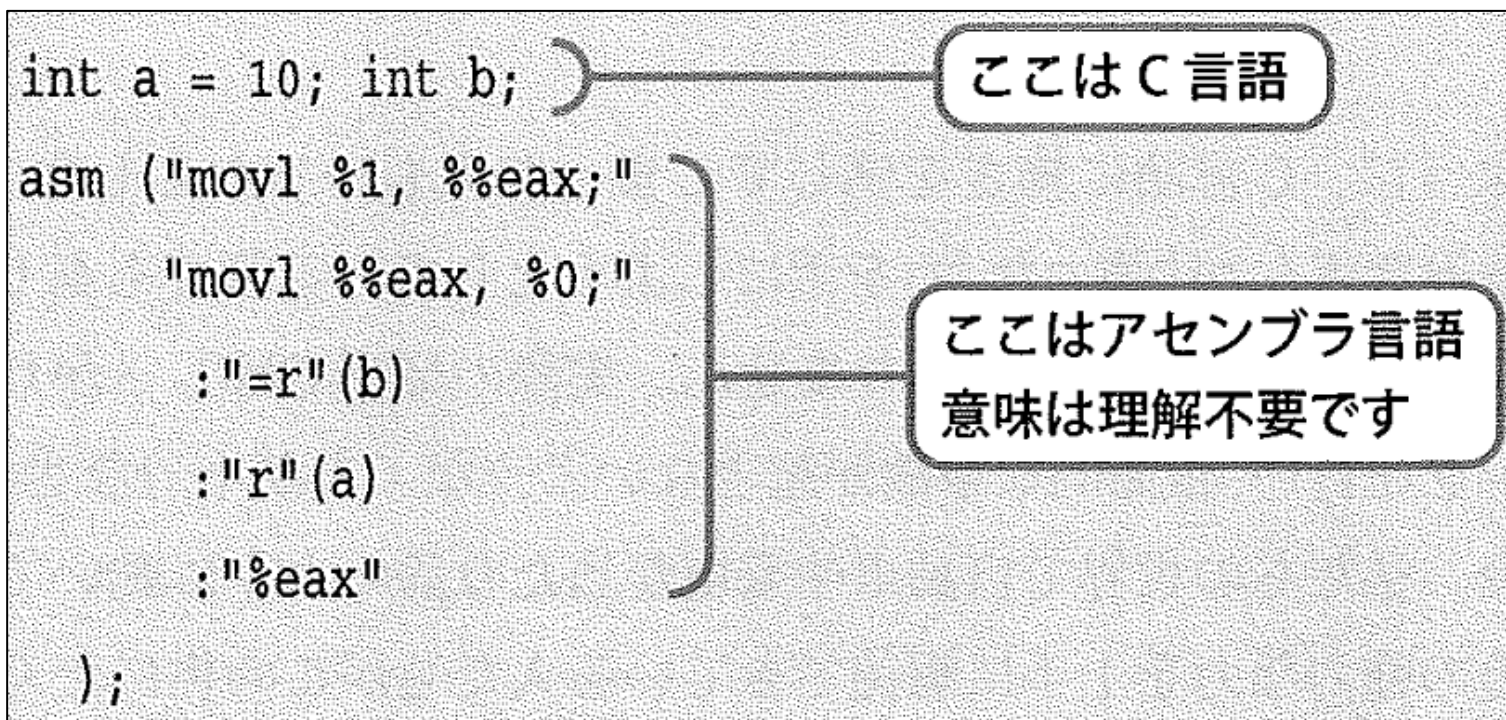 int a = 10; int b;
ここは C 言語
asm ("movl %1, %%eax;"
"movl %%eax, %0;"
:"=r"(b)
:"r"(a)
:"%eax"
);
ここはアセンブラ言語
意味は理解不要です